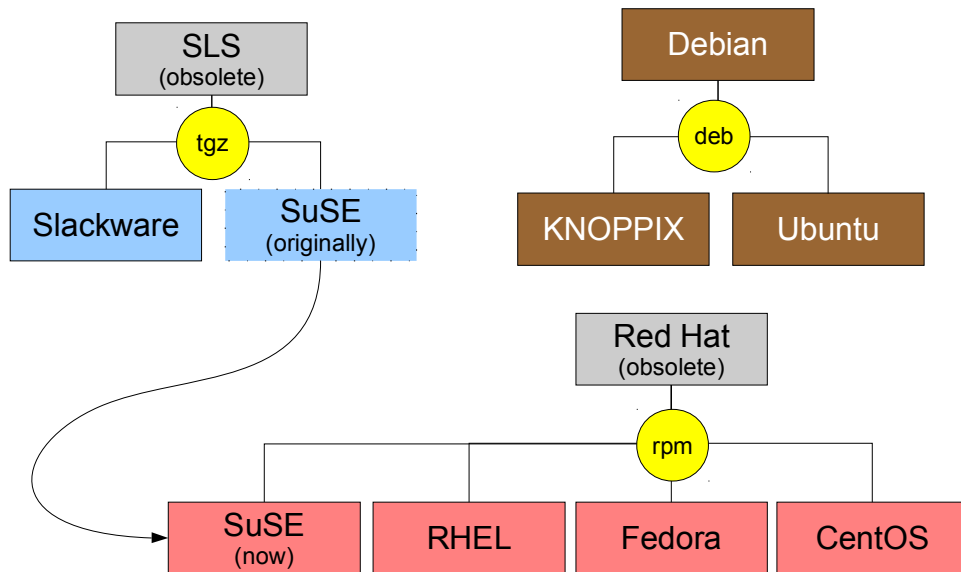 SLS
(obsolete)
tgz
Slackware
SuSE
(originally)
Debian
deb
KNOPPIX
Ubuntu
Red Hat
(obsolete)
rpm
SuSE
(now)
RHEL
Fedora
CentOS